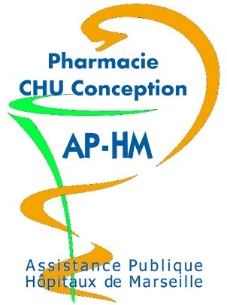 Pharmacie
CHU Conception
AP-HM
Assistance Publique
Hôpitaux de Marseille